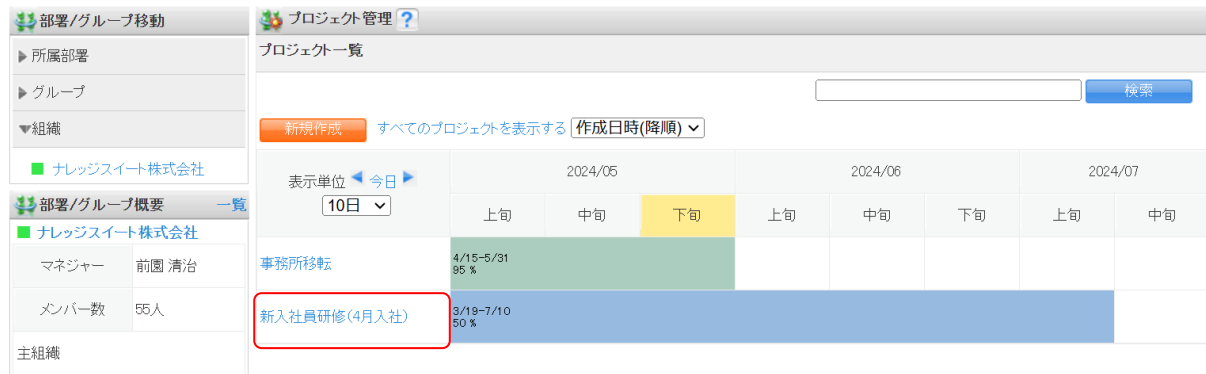 部署/グループ移動
▶所属部署
▶グループ
▼組織
ナレッジスイート株式会社
部署/グループ概要 一覧
ナレッジスイート株式会社
マネジャー 前園 清治
メンバー数 55人
主組織
プロジェクト管理 ?
プロジェクト一覧
検索
新規作成 すべてのプロジェクトを表示する 作成日時(降順)
表示単位 今日
10日
2024/05 2024/06 2024/07
上旬 中旬 下旬 上旬 中旬 下旬 上旬 中旬
事務所移転 4/15-5/31
95 %
新入社員研修(4月入社) 3/19-7/10
50 %